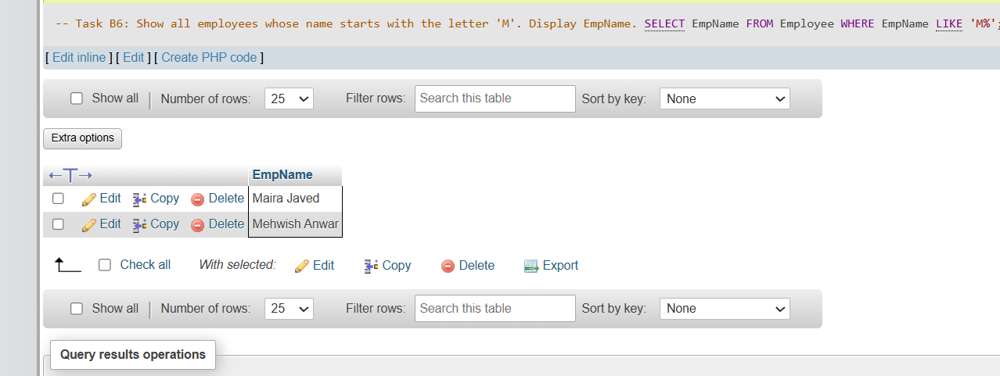 -- Task B6: Show all employees whose name starts with the letter 'M'. Display EmpName. SELECT EmpName FROM Employee WHERE EmpName LIKE 'M%';
[ Edit inline ] [ Edit ] [ Create PHP code ]
Show all | Number of rows: 25 Filter rows: Search this table Sort by key: None
Extra options
←T→ EmpName
Edit Copy Delete Maira Javed
Edit Copy Delete Mehwish Anwar
Check all With selected: Edit Copy Delete Export
Show all | Number of rows: 25 Filter rows: Search this table Sort by key: None
Query results operations